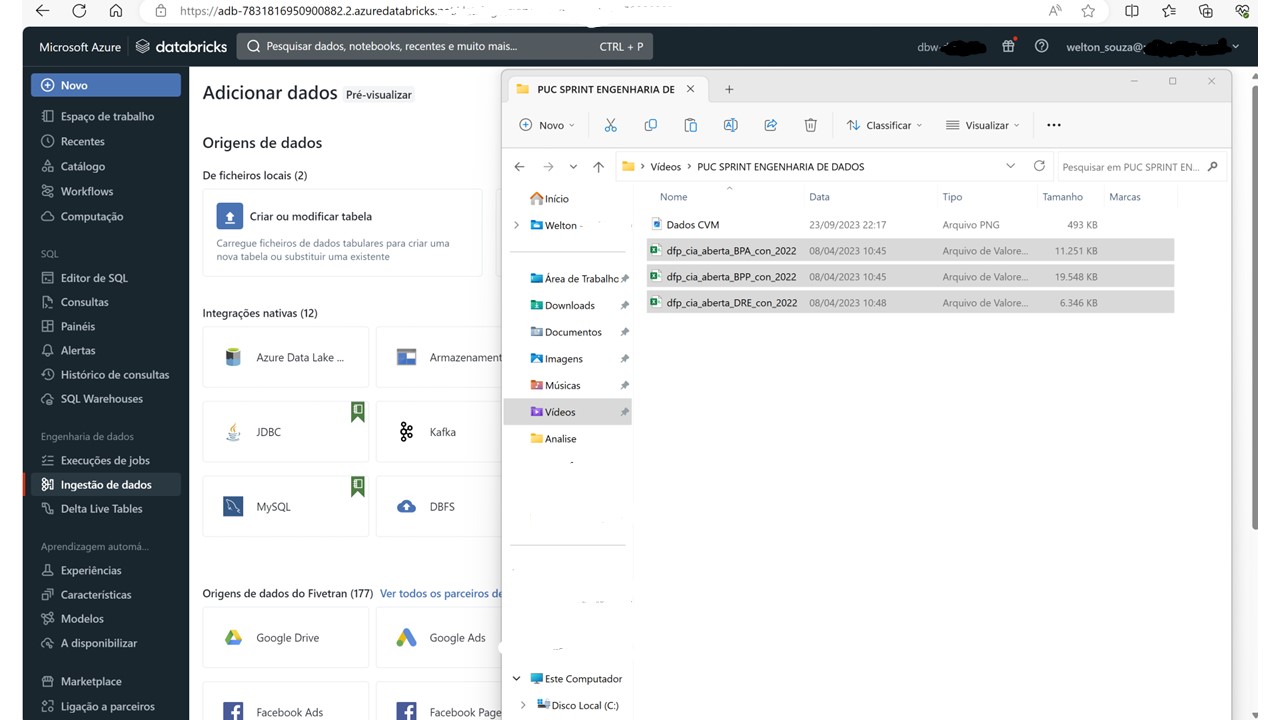 https://adb-7831816950900882.2.azuredatabricks.
Microsoft Azure
databricks
Pesquisar dados, notebooks, recentes e muito mais...
CTRL + P
dbw-
welton_souza@
Novo
Espaço de trabalho
Recentes
Catálogo
Workflows
Computação
SQL
Editor de SQL
Consultas
Painéis
Alertas
Histórico de consultas
SQL Warehouses
Engenharia de dados
Execuções de jobs
Ingestão de dados
Delta Live Tables
Aprendizagem automá...
Experiências
Características
Modelos
A disponibilizar
Marketplace
Ligação a parceiros
Adicionar dados Pré-visualizar
Origens de dados
De ficheiros locais (2)
Criar ou modificar tabela
Carregue ficheiros de dados tabulares para criar uma
nova tabela ou substituir uma existente
Integrações nativas (12)
Azure Data Lake ...
Armazenament
JDBC
Kafka
MySQL
DBFS
Origens de dados do Fivetran (177) Ver todos os parceiros de
Google Drive
Google Ads
Facebook Ads
Facebook Page
PUC SPRINT ENGENHARIA DE
Novo
Classificar
Visualizar
Vídeos > PUC SPRINT ENGENHARIA DE DADOS
Pesquisar em PUC SPRINT EN...
Início
Welton -
Área de Trabalho
Downloads
Documentos
Imagens
Músicas
Vídeos
Analise
Este Computador
Disco Local (C:)
Nome Data Tipo Tamanho Marcas
Dados CVM 23/09/2023 22:17 Arquivo PNG 493 KB
dfp_cia_aberta_BPA_con_2022 08/04/2023 10:45 Arquivo de Valore... 11.251 KB
dfp_cia_aberta_BPP_con_2022 08/04/2023 10:45 Arquivo de Valore... 19.548 KB
dfp_cia_aberta_DRE_con_2022 08/04/2023 10:48 Arquivo de Valore... 6.346 KB